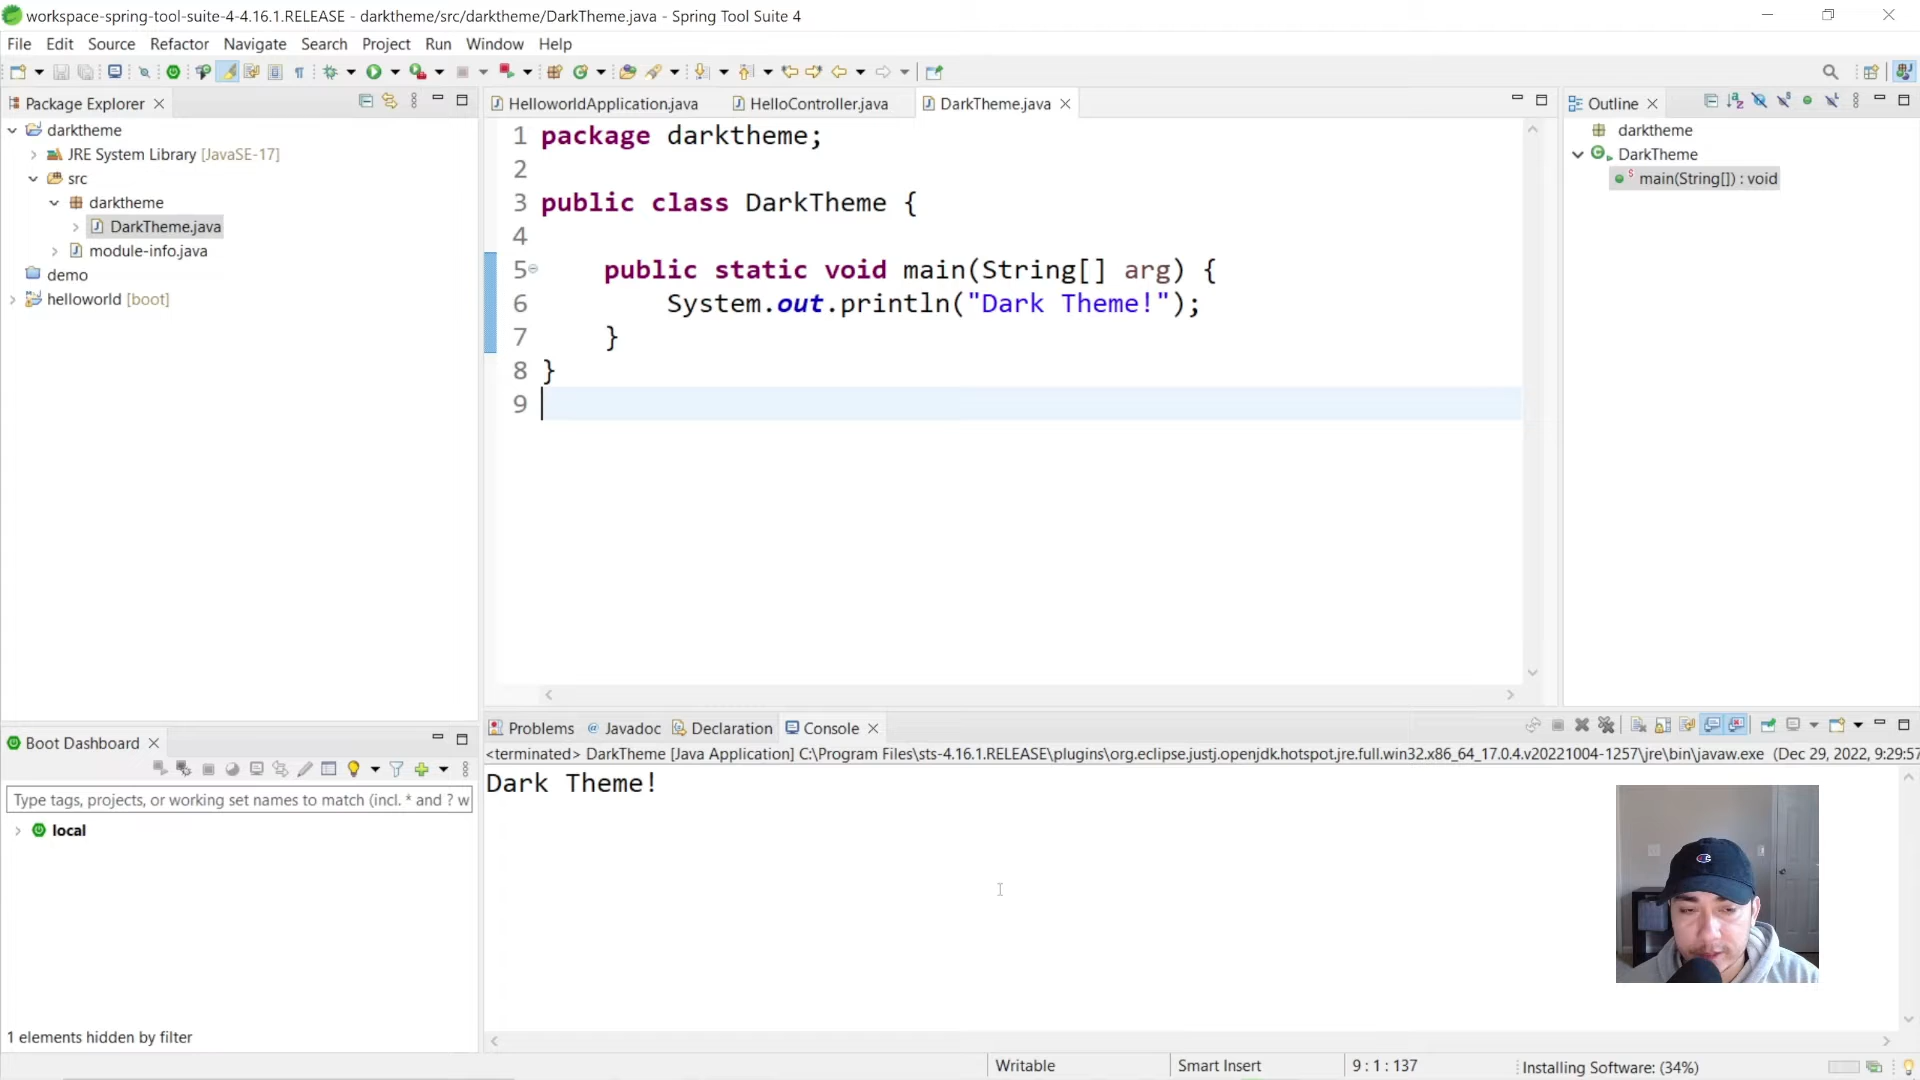 workspace-spring-tool-suite-4-4.16.1.RELEASE - darktheme/src/darktheme/DarkTheme.java - Spring Tool Suite 4
File Edit Source Refactor Navigate Search Project Run Window Help
Package Explorer
darktheme
JRE System Library [JavaSE-17]
src
darktheme
DarkTheme.java
module-info.java
demo
helloworld [boot]
HelloworldApplication.java HelloController.java DarkTheme.java
1 package darktheme;
2
3 public class DarkTheme {
4
5 public static void main(String[] arg) {
6 System.out.println("Dark Theme!");
7 }
8 }
9
Outline
darktheme
DarkTheme
main(String[]) : void
Boot Dashboard
Type tags, projects, or working set names to match (incl. * and ? w
local
1 elements hidden by filter
Problems Javadoc Declaration Console
<terminated> DarkTheme [Java Application] C:\Program Files\sts-4.16.1.RELEASE\plugins\org.eclipse.justj.openjdk.hotspot.jre.full.win32.x86_64_17.0.4.v20221004-1257\jre\bin\javaw.exe (Dec 29, 2022, 9:29:57
Dark Theme!
Writable Smart Insert 9 : 1 : 137 Installing Software: (34%)